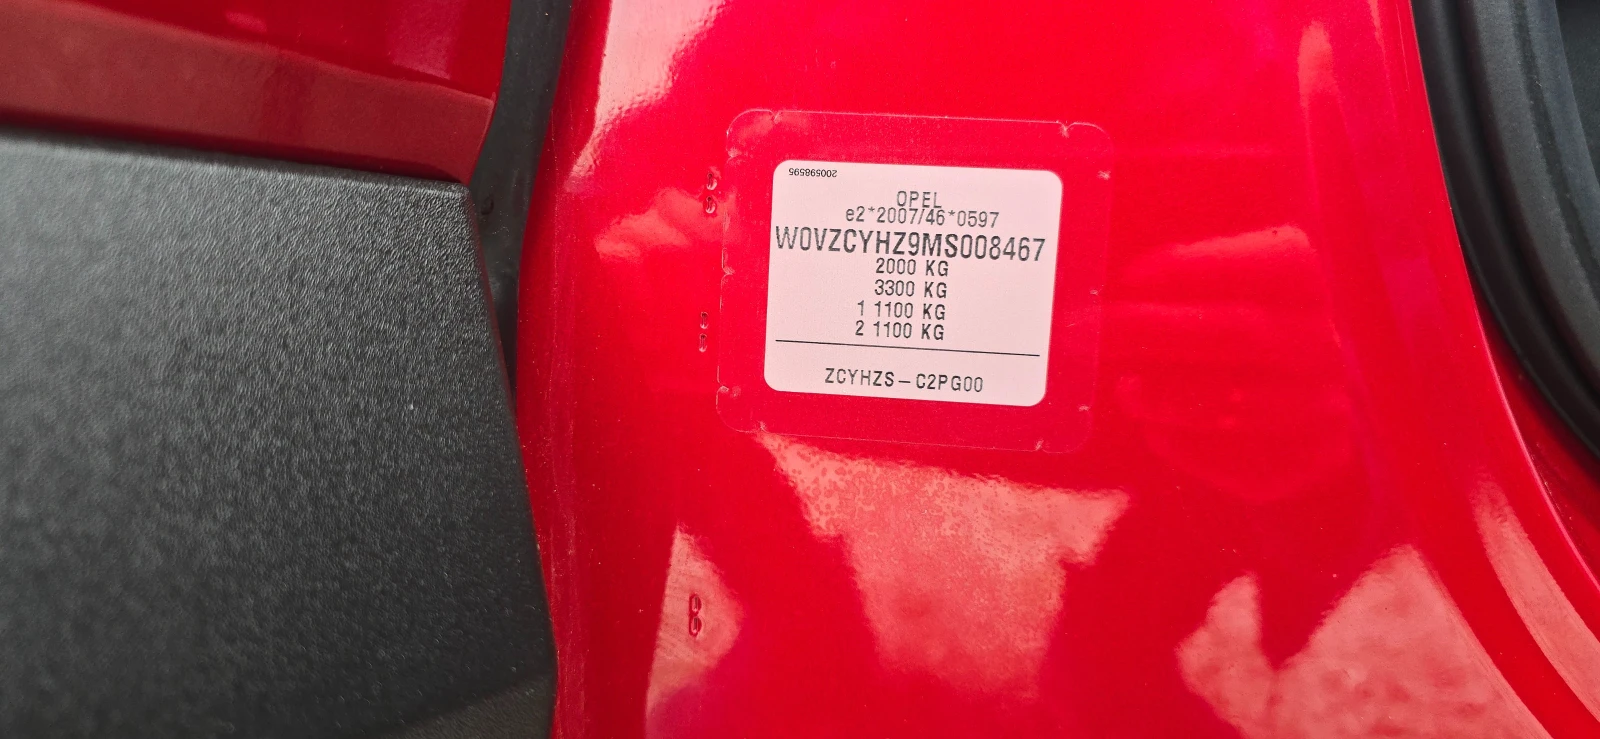 200598595
OPEL
e2*2007/46*0597
W0VZCYHZ9MS008467
2000 KG
3300 KG
1 1100 KG
2 1100 KG
ZCYHZS – C2PG00